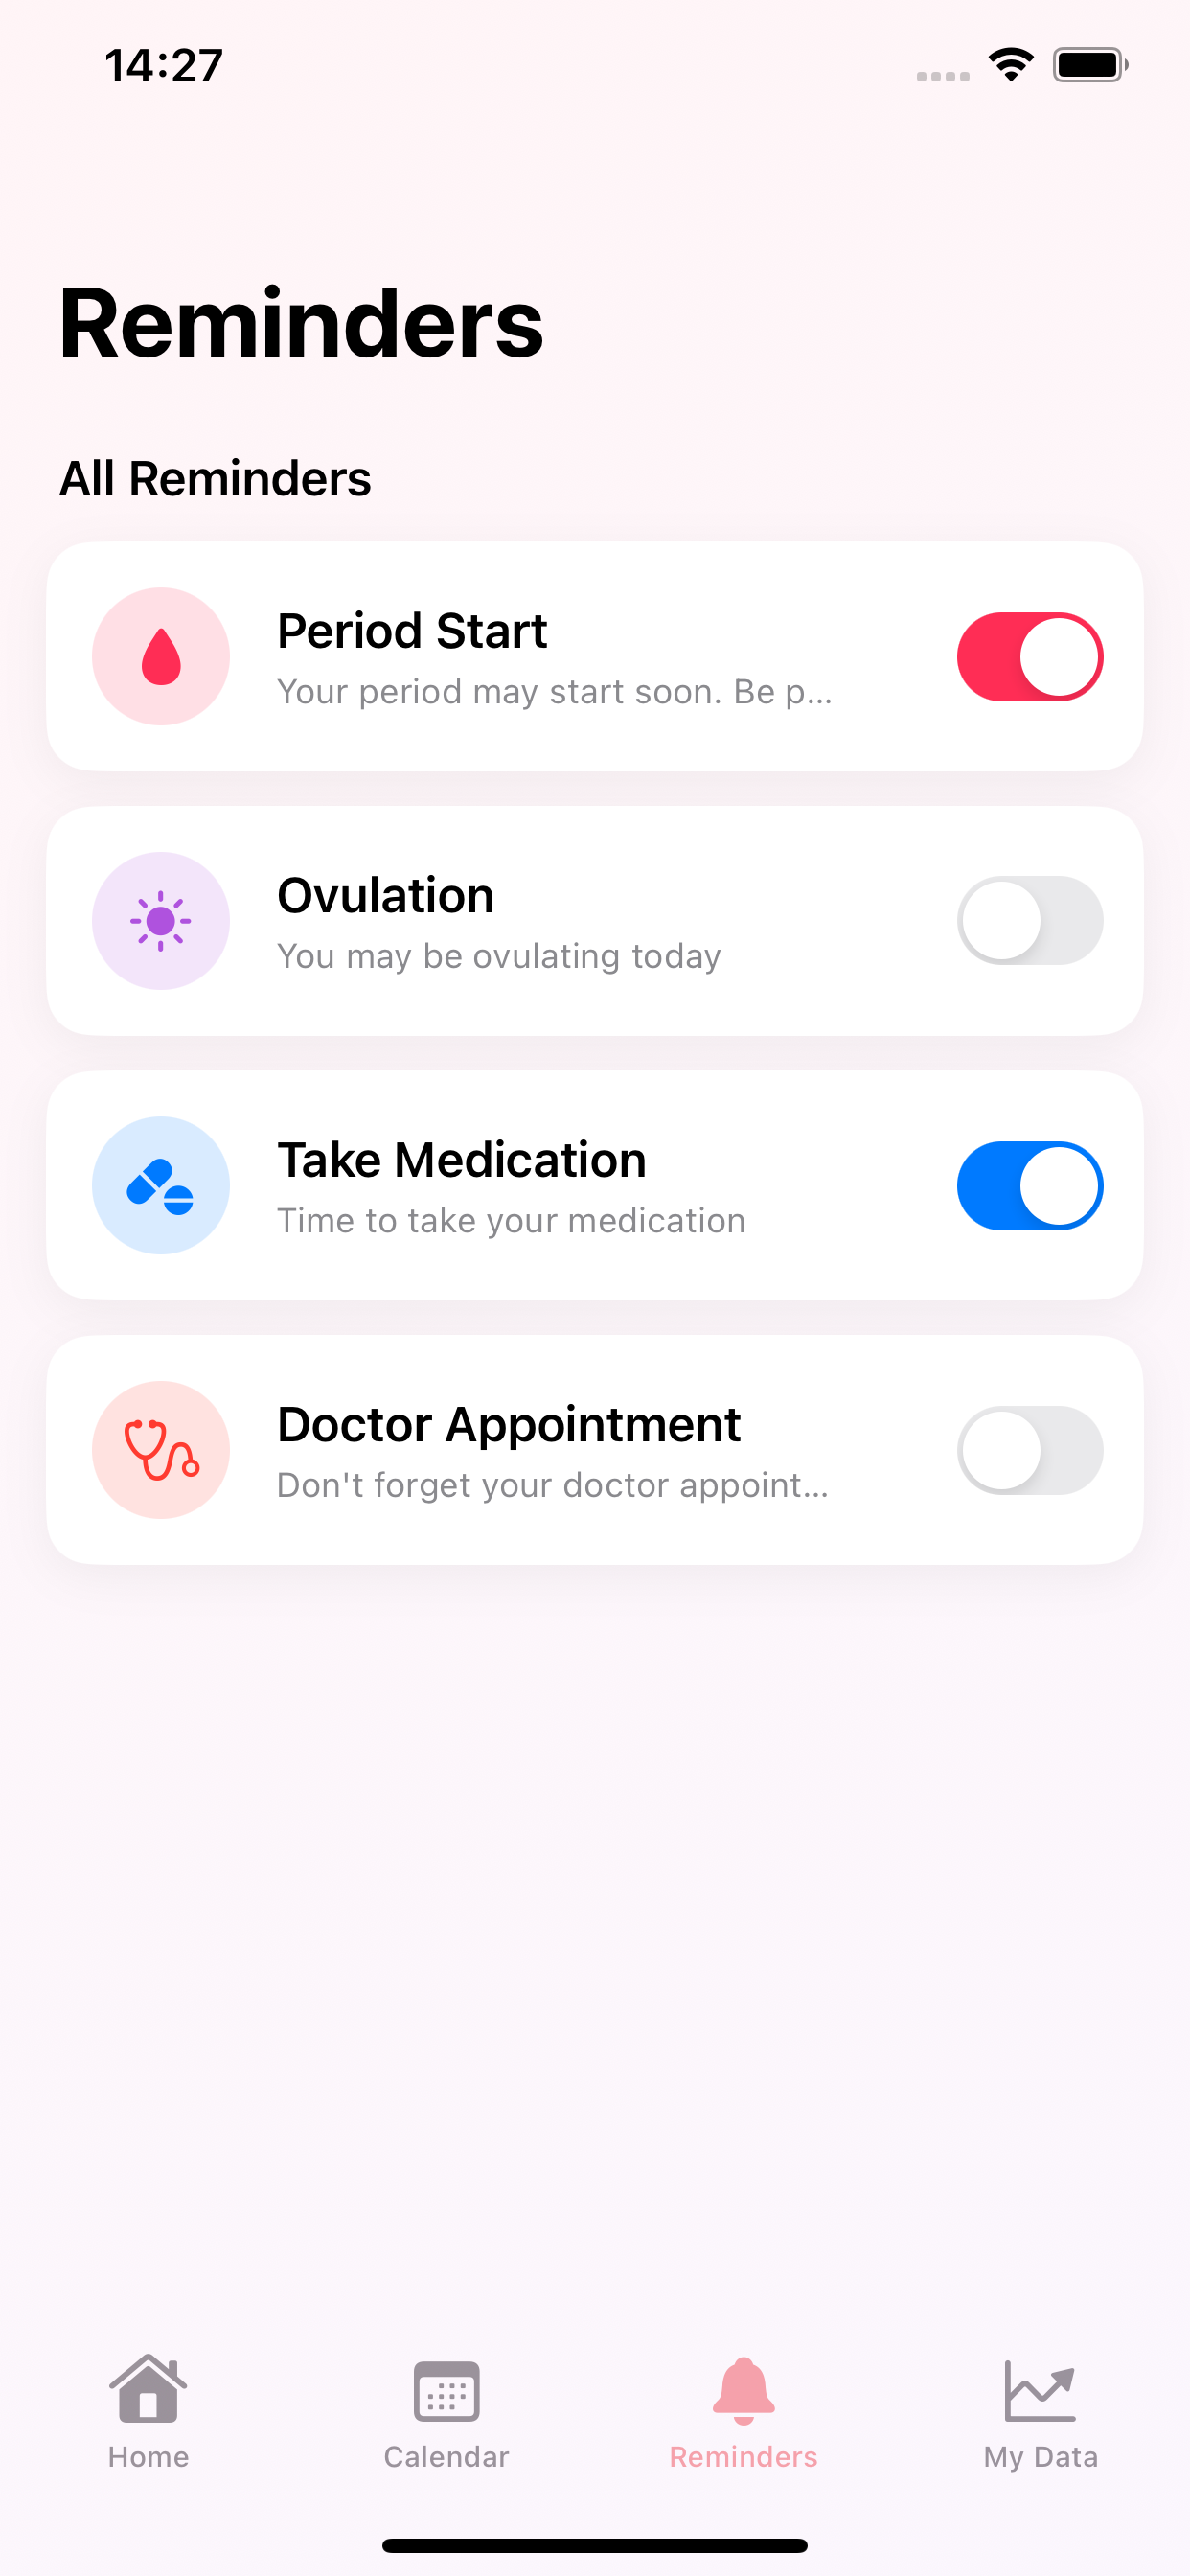 14:27
Reminders
All Reminders
Period Start
Your period may start soon. Be p...
Ovulation
You may be ovulating today
Take Medication
Time to take your medication
Doctor Appointment
Don't forget your doctor appoint...
Home
Calendar
Reminders
My Data